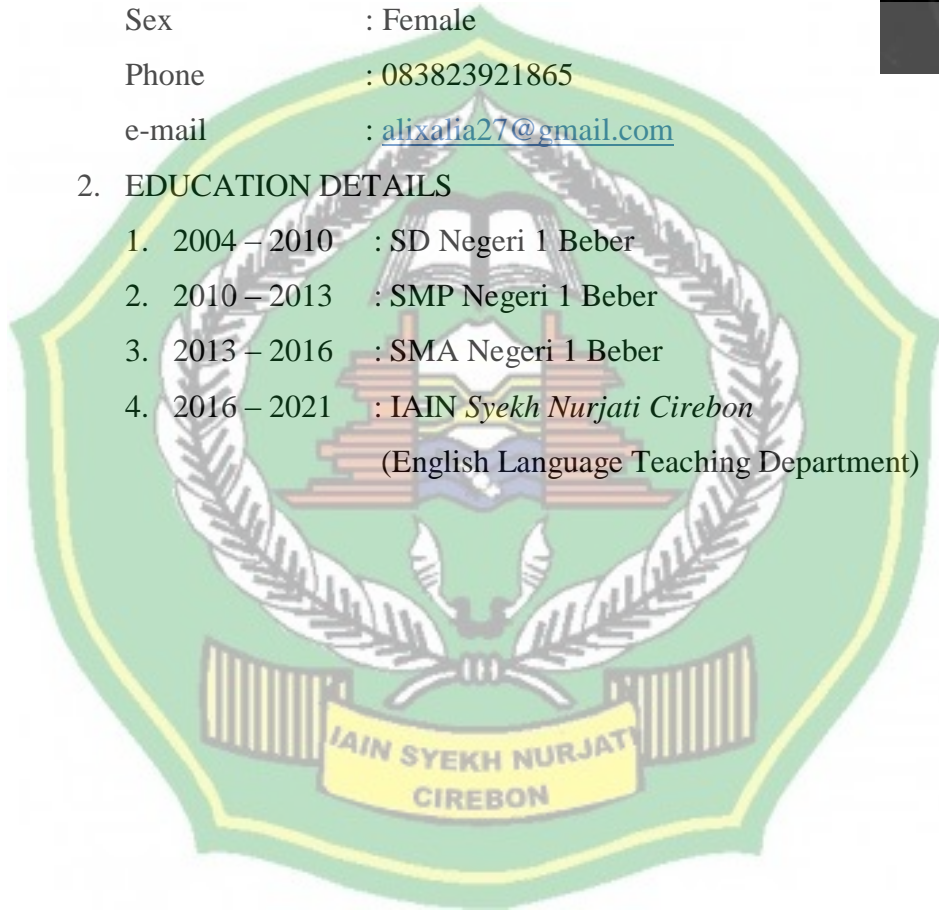 Sex : Female
Phone : 083823921865
e-mail : alixalia27@gmail.com
2. EDUCATION DETAILS
1. 2004 – 2010 : SD Negeri 1 Beber
2. 2010 – 2013 : SMP Negeri 1 Beber
3. 2013 – 2016 : SMA Negeri 1 Beber
4. 2016 – 2021 : IAIN Syekh Nurjati Cirebon
(English Language Teaching Department)
IAIN SYEKH NURJATI
CIREBON